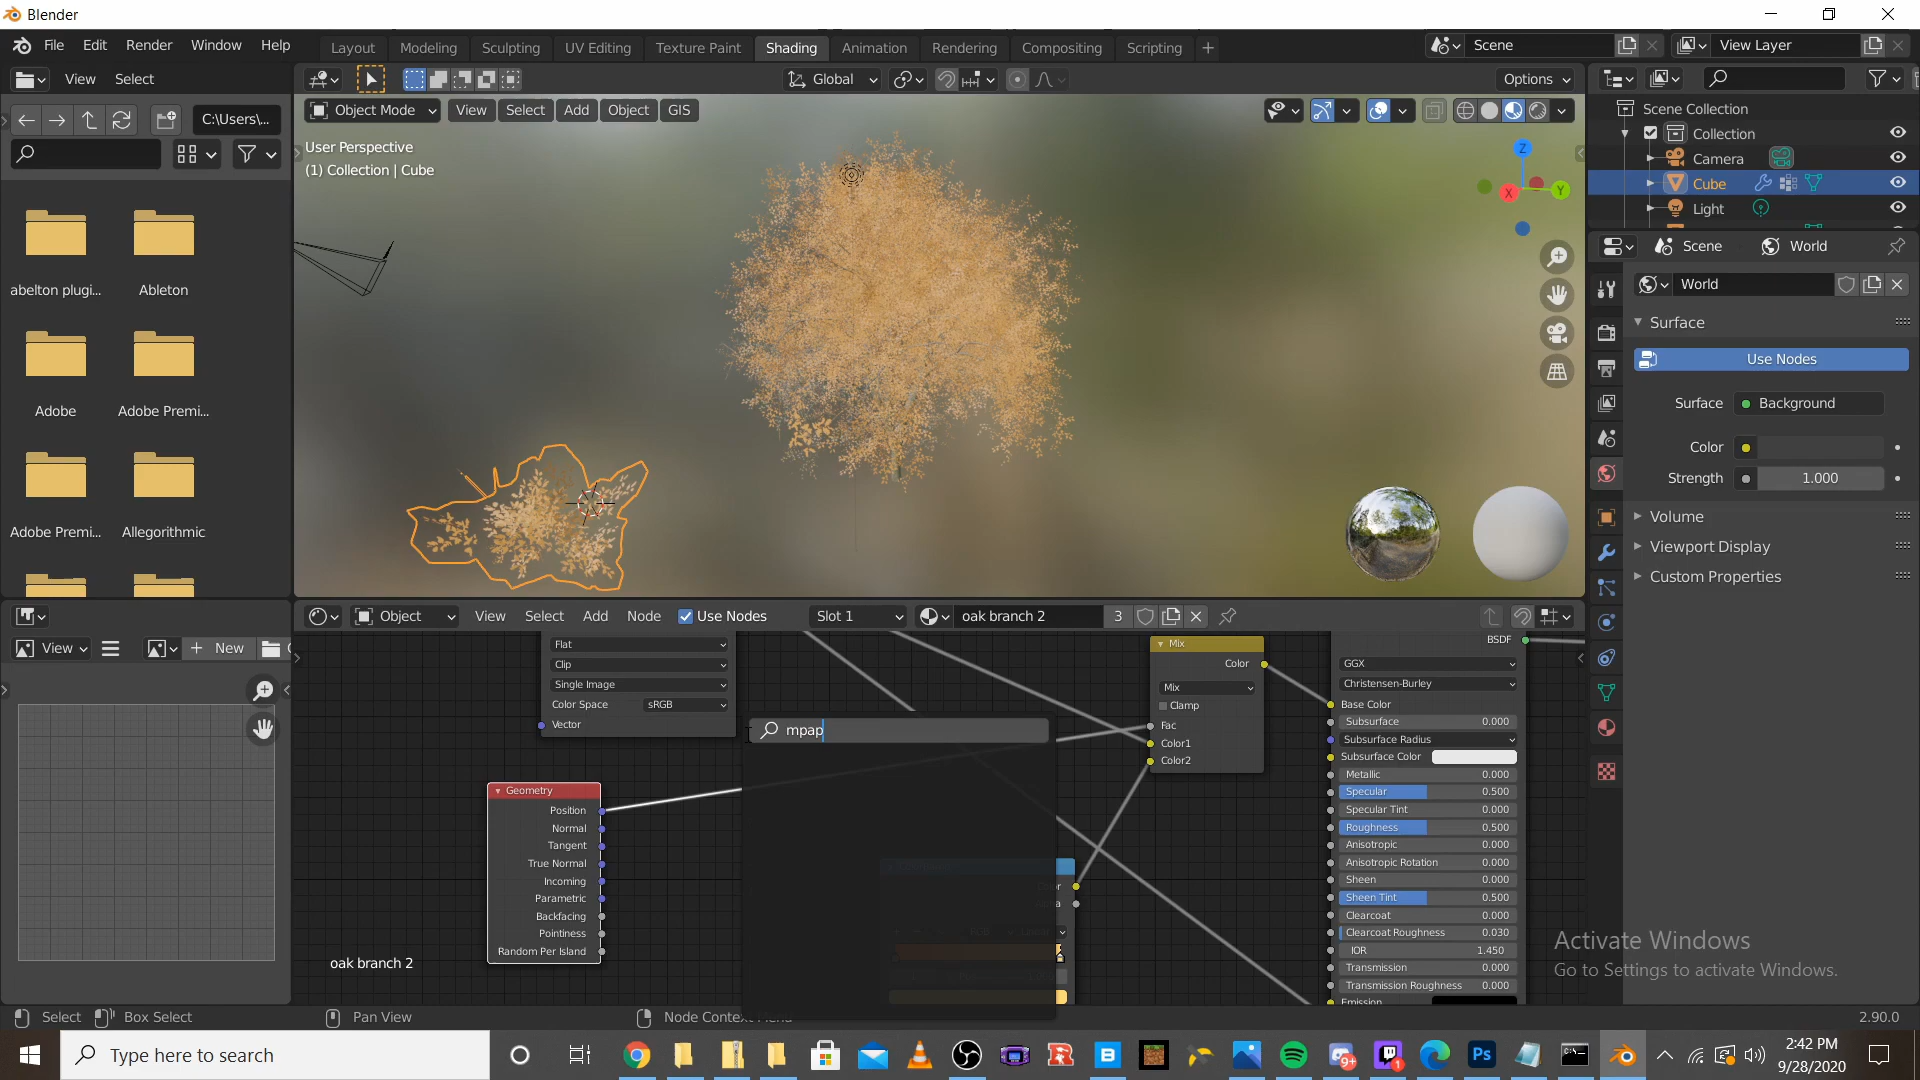 Blender
File Edit Render Window Help Layout Modeling Sculpting UV Editing Texture Paint Shading Animation Rendering Compositing Scripting + Scene View Layer
View Select Global Options
C:\Users\...
Object Mode View Select Add Object GIS
User Perspective
(1) Collection | Cube
Z
X
Y
Scene Collection
Collection
Camera
Cube
Light
Scene World
World
Surface
Use Nodes
Surface Background
Color
Strength 1.000
Volume
Viewport Display
Custom Properties
abelton plugi...
Ableton
Adobe
Adobe Premi...
Adobe Premi...
Allegorithmic
View + New
Object View Select Add Node Use Nodes Slot 1 oak branch 2 3
Flat
Clip
Single Image
Color Space sRGB
Vector
mpap
Geometry
Position
Normal
Tangent
True Normal
Incoming
Parametric
Backfacing
Pointiness
Random Per Island
oak branch 2
Mix
Color
Mix
Clamp
Fac
Color1
Color2
BSDF
GGX
Christensen-Burley
Base Color
Subsurface 0.000
Subsurface Radius
Subsurface Color
Metallic 0.000
Specular 0.500
Specular Tint 0.000
Roughness 0.500
Anisotropic 0.000
Anisotropic Rotation 0.000
Sheen 0.000
Sheen Tint 0.500
Clearcoat 0.000
Clearcoat Roughness 0.030
IOR 1.450
Transmission 0.000
Transmission Roughness 0.000
Emission
Activate Windows
Go to Settings to activate Windows.
Select Box Select Pan View Node Context Menu 2.90.0
Type here to search
9+
1
Ps
2:42 PM
9/28/2020